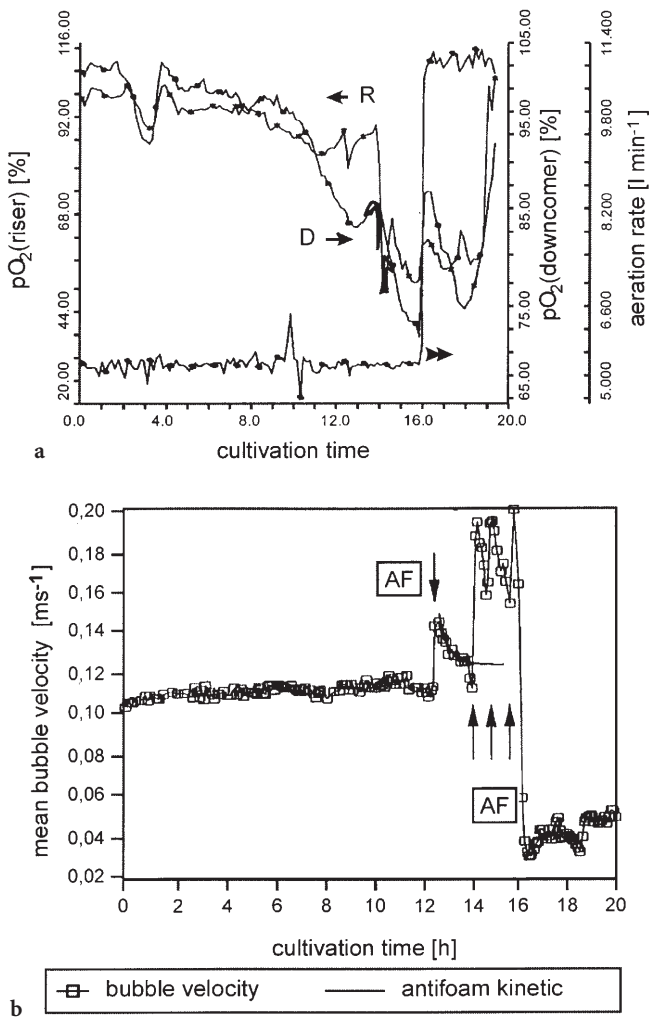 a
116.00
92.00
68.00
44.00
20.00
pO2(riser) [%]
R
D
105.00
95.00
85.00
75.00
65.00
pO2(downcomer) [%]
11.400
9.800
8.200
6.600
5.000
aeration rate [l min-1]
0.0 4.0 8.0 12.0 16.0 20.0
cultivation time
0,20
0,18
0,16
0,14
0,12
0,10
0,08
0,06
0,04
0,02
mean bubble velocity [ms-1]
AF
AF
0 2 4 6 8 10 12 14 16 18 20
cultivation time [h]
bubble velocity antifoam kinetic
b